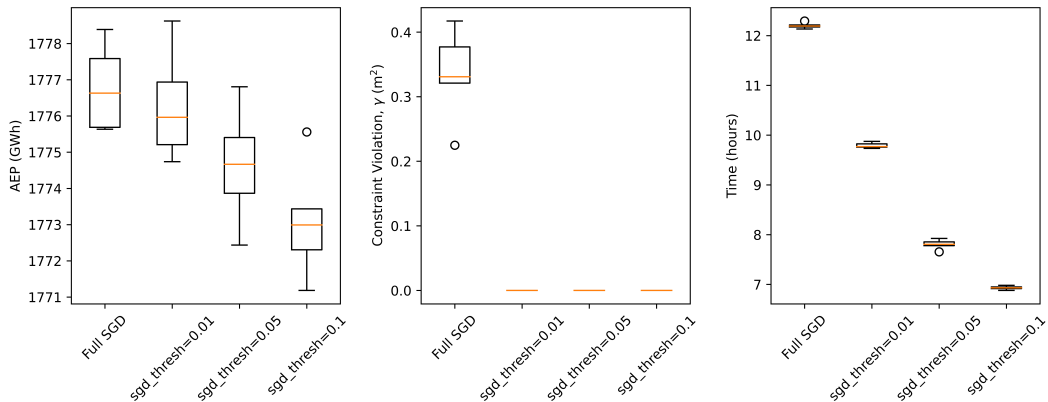 AEP (GWh)
1778
1777
1776
1775
1774
1773
1772
1771
Full SGD
sgd_thresh=0.01
sgd_thresh=0.05
sgd_thresh=0.1
Constraint Violation, γ (m²)
0.4
0.3
0.2
0.1
0.0
Full SGD
sgd_thresh=0.01
sgd_thresh=0.05
sgd_thresh=0.1
Time (hours)
12
11
10
9
8
7
Full SGD
sgd_thresh=0.01
sgd_thresh=0.05
sgd_thresh=0.1